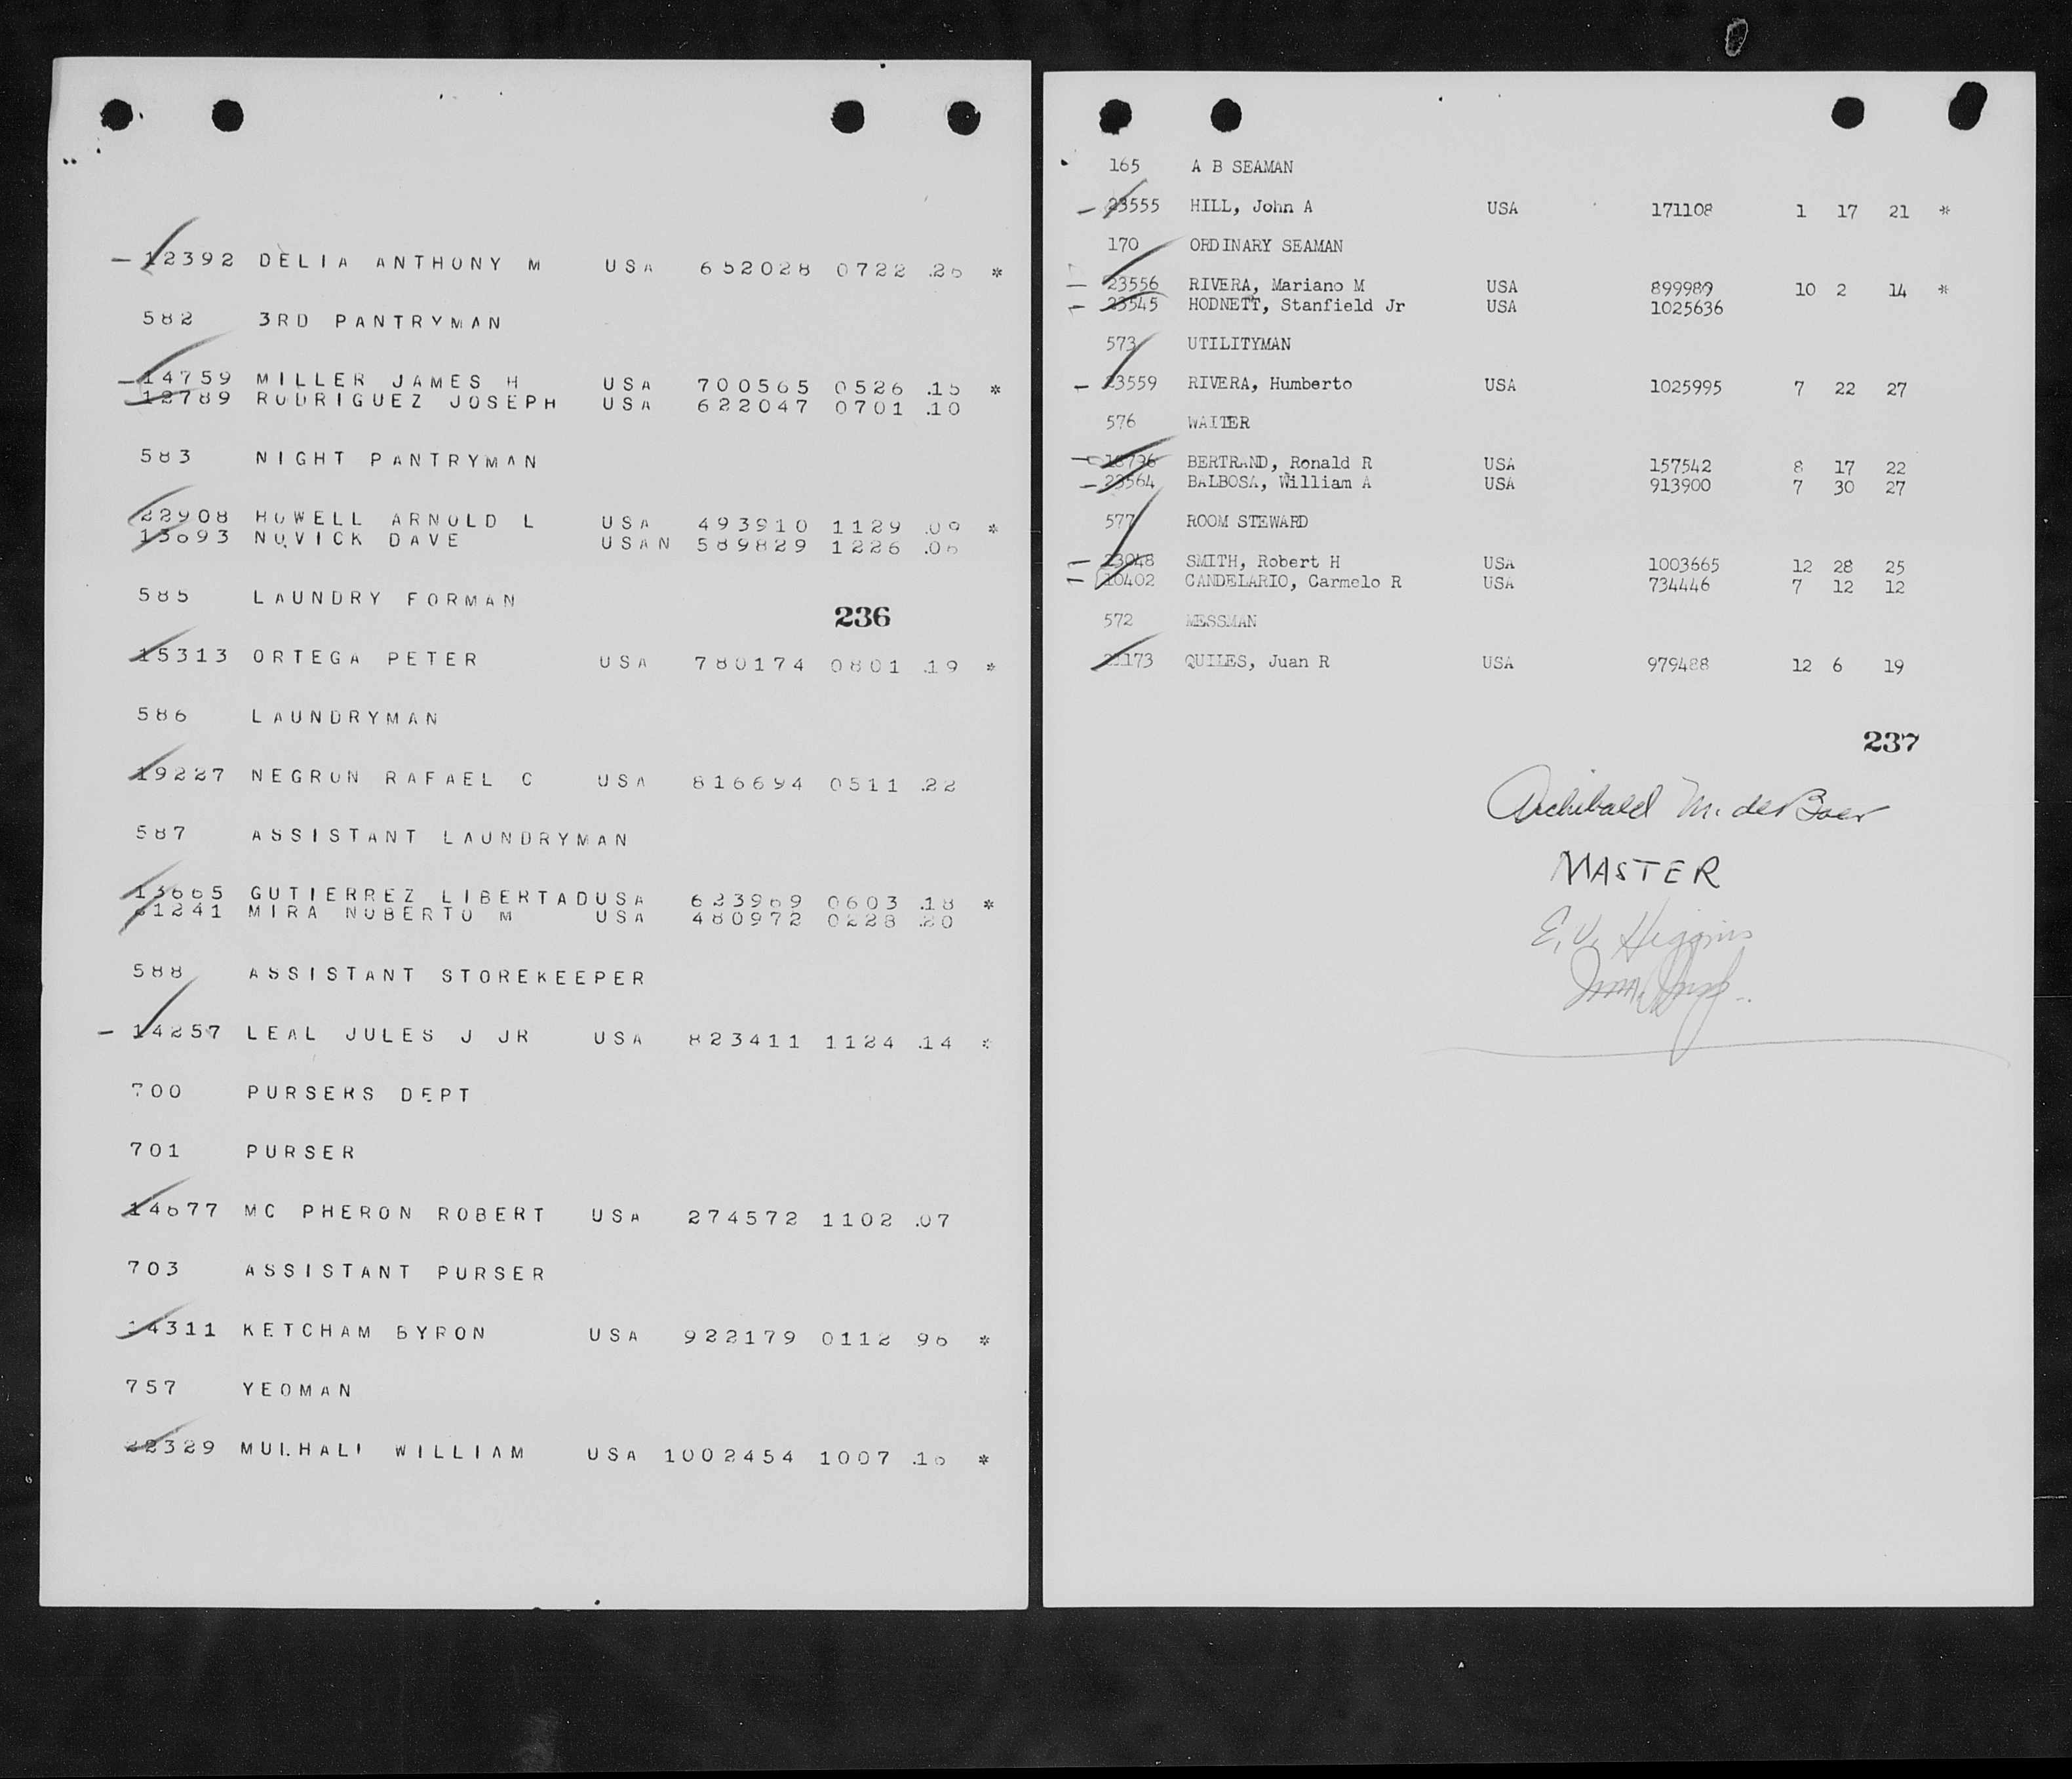 12392 DELIA ANTHONY M USA 652028 0722 .26 *
582 3RD PANTRYMAN
14759 MILLER JAMES H USA 700565 0526 .15 *
12789 RODRIGUEZ JOSEPH USA 622047 0701 .10
583 NIGHT PANTRYMAN
22908 HOWELL ARNOLD L USA 493910 1129 .09 *
13693 NOVICK DAVE USAN 589829 1226 .06
585 LAUNDRY FORMAN
236
15313 ORTEGA PETER USA 780174 0801 .19 *
586 LAUNDRYMAN
19227 NEGRON RAFAEL C USA 816694 0511 .22
587 ASSISTANT LAUNDRYMAN
13665 GUTIERREZ LIBERTADUSA 623969 0603 .18 *
21241 MIRA NOBERTO M USA 480972 0228 .20
588 ASSISTANT STOREKEEPER
14257 LEAL JULES J JR USA 823411 1124 .14 *
700 PURSERS DEPT
701 PURSER
14677 MC PHERON ROBERT USA 274572 1102 .07
703 ASSISTANT PURSER
14311 KETCHAM BYRON USA 922179 0112 96 *
757 YEOMAN
22329 MULHALL WILLIAM USA 1002454 1007 .16 *
165 A B SEAMAN
23555 HILL, John A USA 171108 1 17 21 *
170 ORDINARY SEAMAN
23556 RIVERA, Mariano M USA 899989 10 2 14 *
23545 HODNETT, Stanfield Jr USA 1025636
573 UTILITYMAN
23559 RIVERA, Humberto USA 1025995 7 22 27
576 WAITER
18796 BERTRAND, Ronald R USA 157542 8 17 22
23564 BALBOSA, William A USA 913900 7 30 27
577 ROOM STEWARD
23048 SMITH, Robert H USA 1003665 12 28 25
10402 CANDELARIO, Carmelo R USA 734446 7 12 12
572 MESSMAN
21173 QUILES, Juan R USA 979488 12 6 19
237
Archibald M. deBoer
MASTER
E. V. Higgins